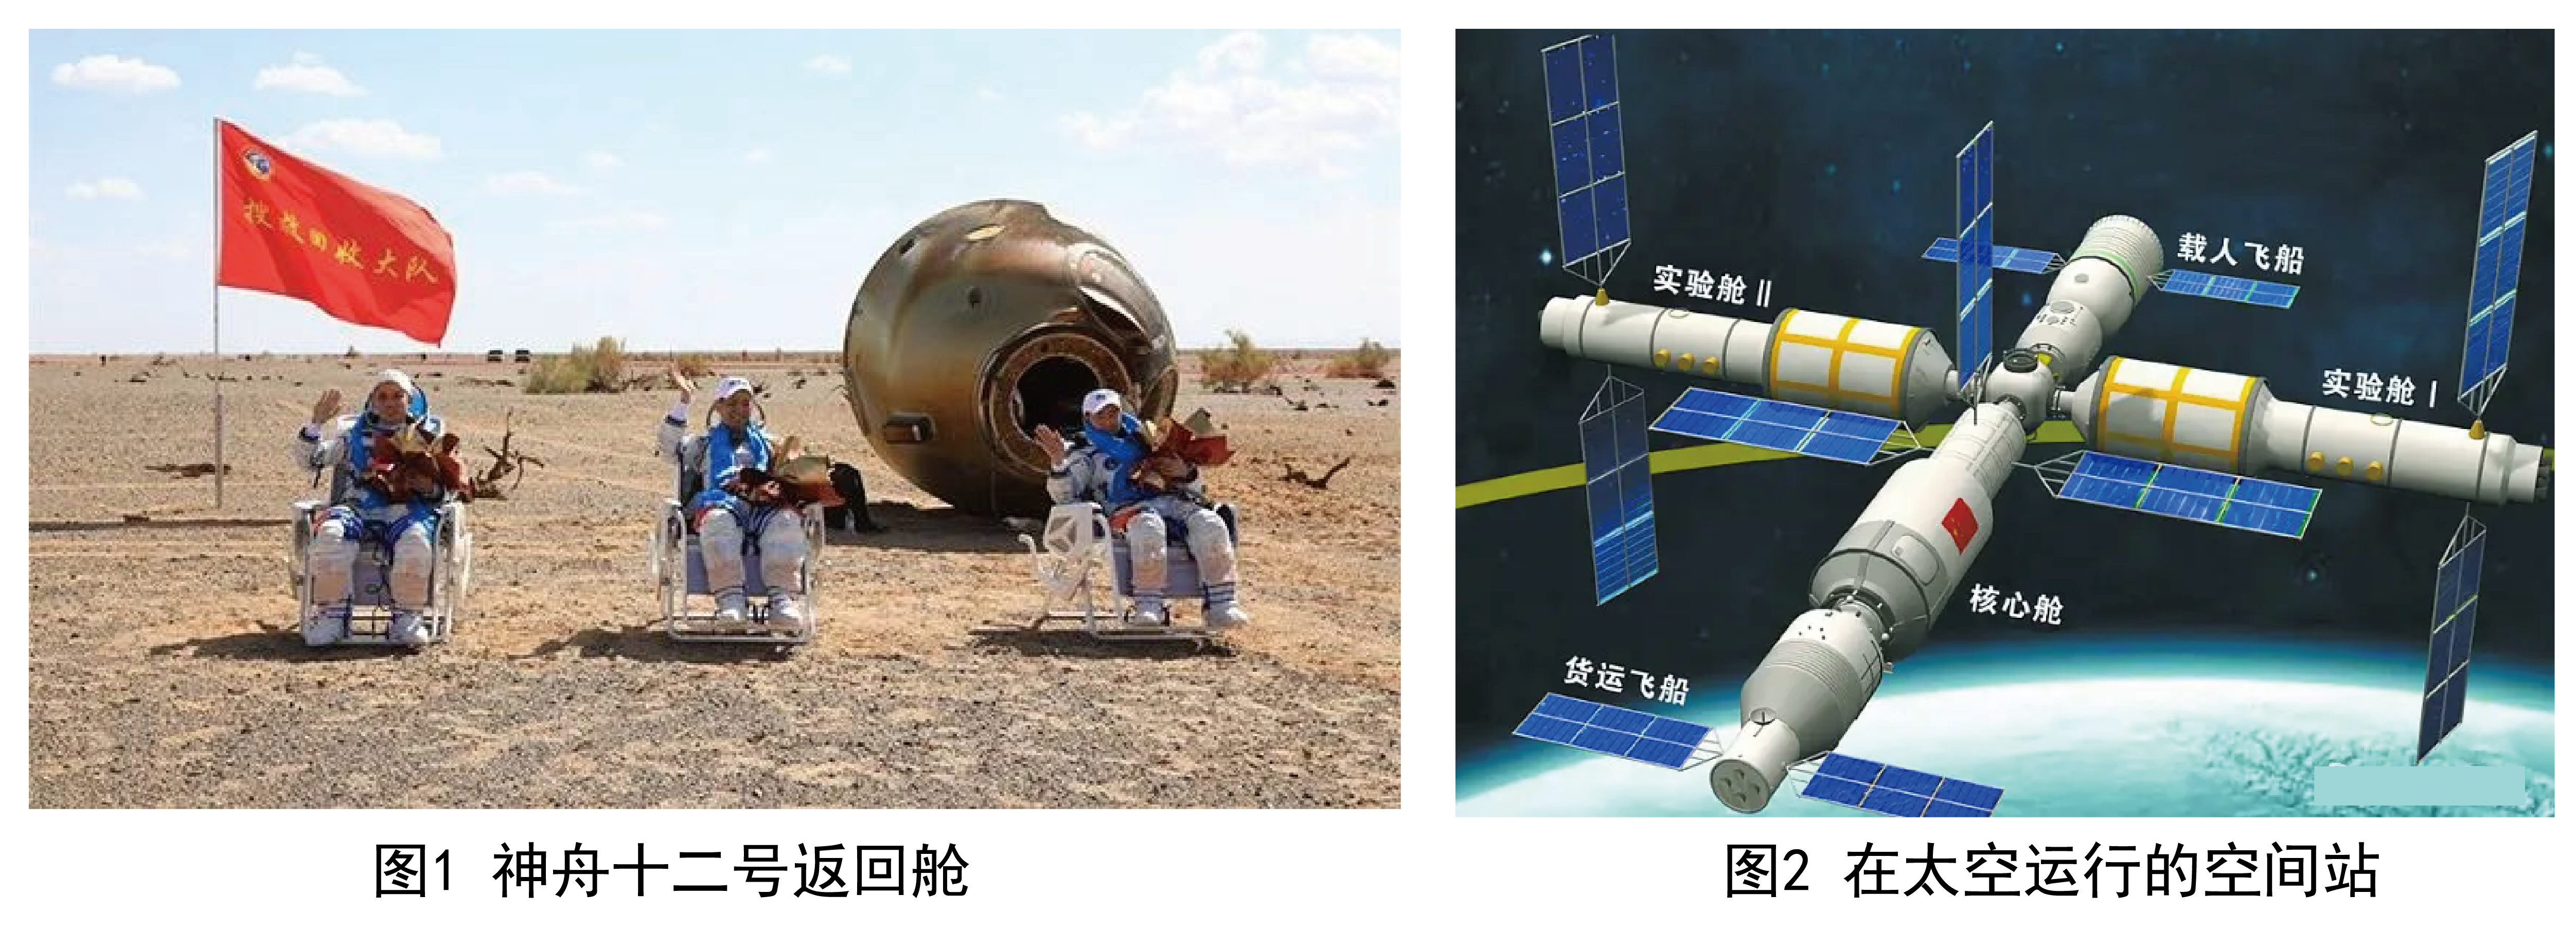 搜救回收大队
载人飞船
实验舱Ⅱ
实验舱Ⅰ
核心舱
货运飞船
图1 神舟十二号返回舱
图2 在太空运行的空间站